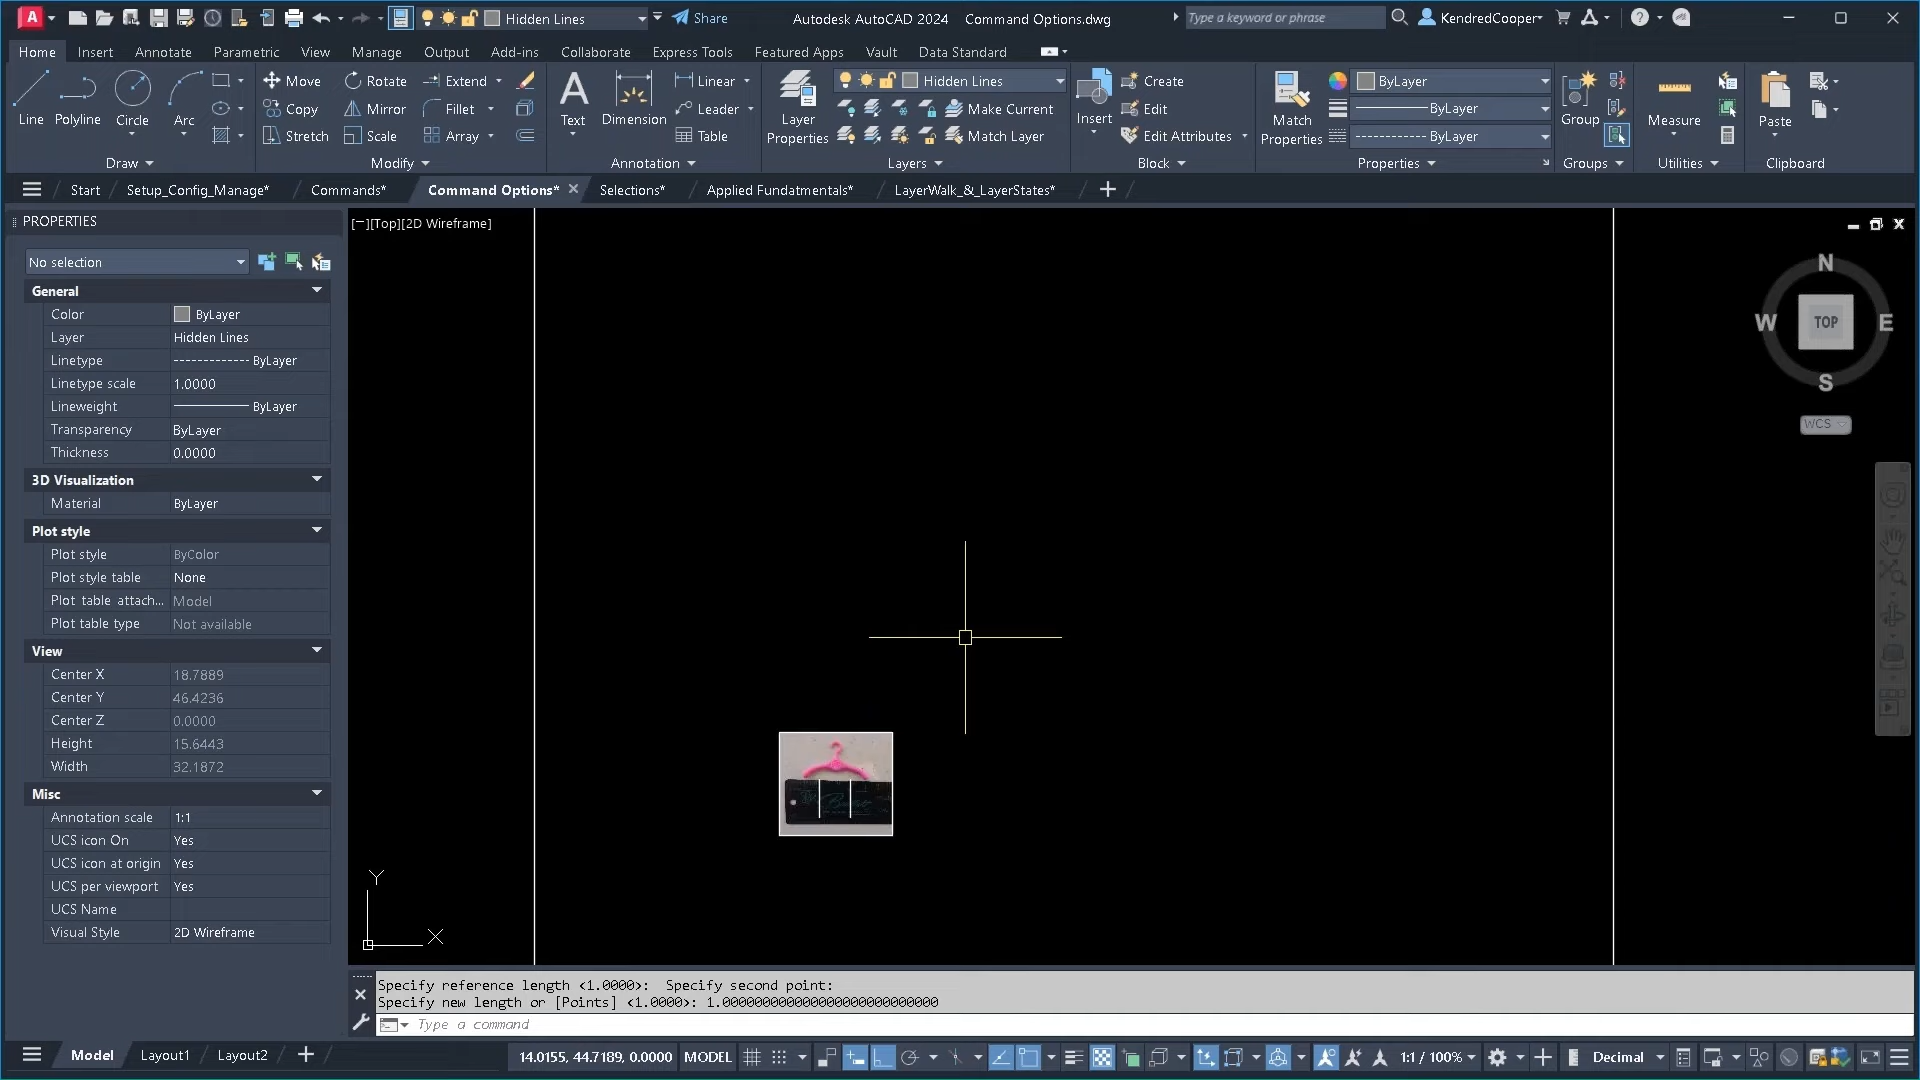 A Hidden Lines Share Autodesk AutoCAD 2024 Command Options.dwg Type a keyword or phrase KendredCooper
Home Insert Annotate Parametric View Manage Output Add-ins Collaborate Express Tools Featured Apps Vault Data Standard
Line Polyline Circle Arc
Move Rotate Extend
Copy Mirror Fillet
Stretch Scale Array
Text Dimension
Linear
Leader
Table
Layer Properties
Hidden Lines
Make Current
Match Layer
Insert
Create
Edit
Edit Attributes
Match Properties
ByLayer
ByLayer
ByLayer
Group Measure Paste
Draw Modify Annotation Layers Block Properties Groups Utilities Clipboard
Start Setup_Config_Manage* Commands* Command Options* Selections* Applied Fundatmentals* LayerWalk_&_LayerStates*
PROPERTIES
No selection
General
Color ByLayer
Layer Hidden Lines
Linetype ByLayer
Linetype scale 1.0000
Lineweight ByLayer
Transparency ByLayer
Thickness 0.0000
3D Visualization
Material ByLayer
Plot style
Plot style ByColor
Plot style table None
Plot table attach... Model
Plot table type Not available
View
Center X 18.7889
Center Y 46.4236
Center Z 0.0000
Height 15.6443
Width 32.1872
Misc
Annotation scale 1:1
UCS icon On Yes
UCS icon at origin Yes
UCS per viewport Yes
UCS Name
Visual Style 2D Wireframe
[−][Top][2D Wireframe]
N
W TOP E
S
WCS
Y
X
Specify reference length <1.0000>: Specify second point:
Specify new length or [Points] <1.0000>: 1.0000000000000000000000000
Type a command
Model Layout1 Layout2 14.0155, 44.7189, 0.0000 MODEL 1:1 / 100% Decimal